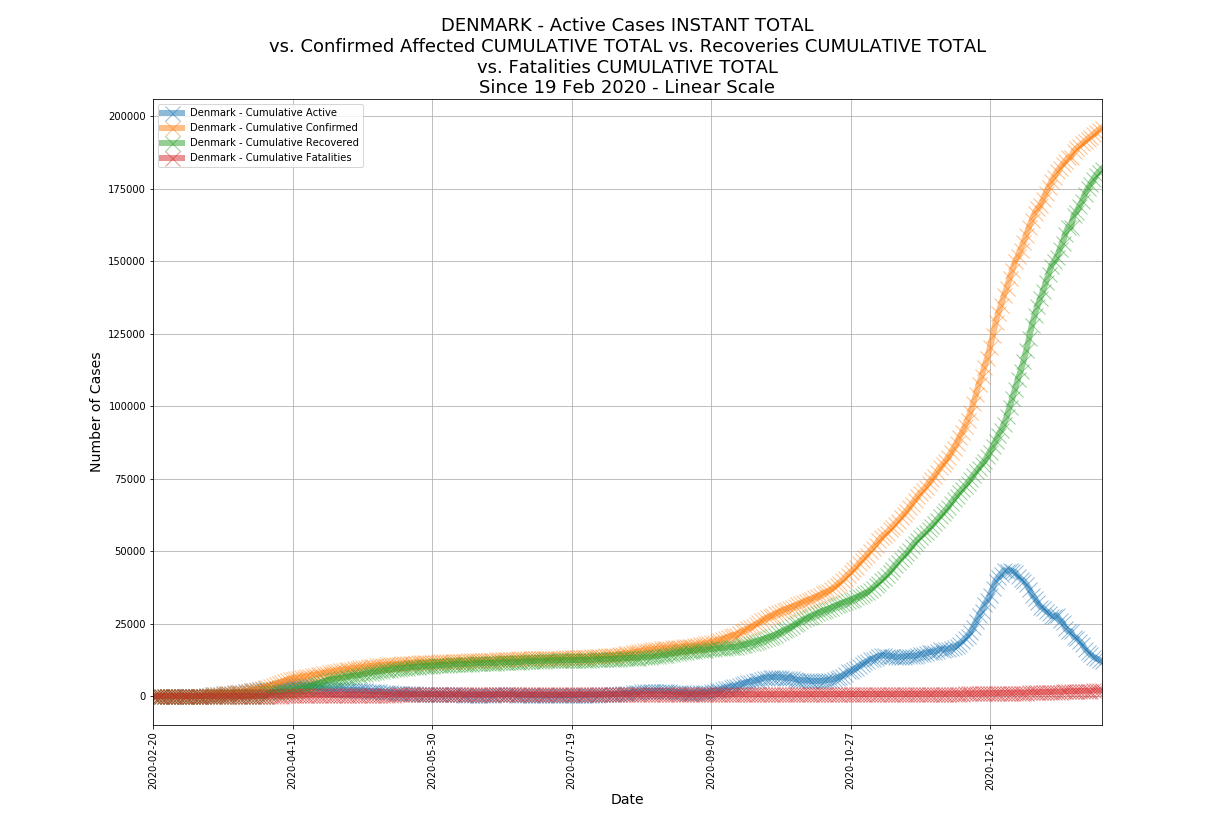 DENMARK - Active Cases INSTANT TOTAL
vs. Confirmed Affected CUMULATIVE TOTAL vs. Recoveries CUMULATIVE TOTAL
vs. Fatalities CUMULATIVE TOTAL
Since 19 Feb 2020 - Linear Scale
Denmark - Cumulative Active
Denmark - Cumulative Confirmed
Denmark - Cumulative Recovered
Denmark - Cumulative Fatalities
Number of Cases
200000
175000
150000
125000
100000
75000
50000
25000
0
2020-02-20
2020-04-10
2020-05-30
2020-07-19
2020-09-07
2020-10-27
2020-12-16
Date